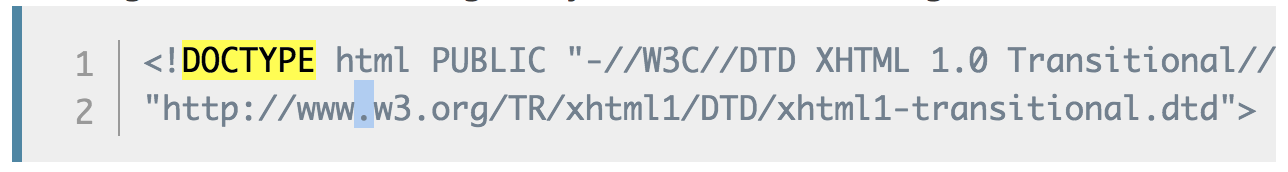 1 <!DOCTYPE html PUBLIC "-//W3C//DTD XHTML 1.0 Transitional//
2 "http://www.w3.org/TR/xhtml1/DTD/xhtml1-transitional.dtd">